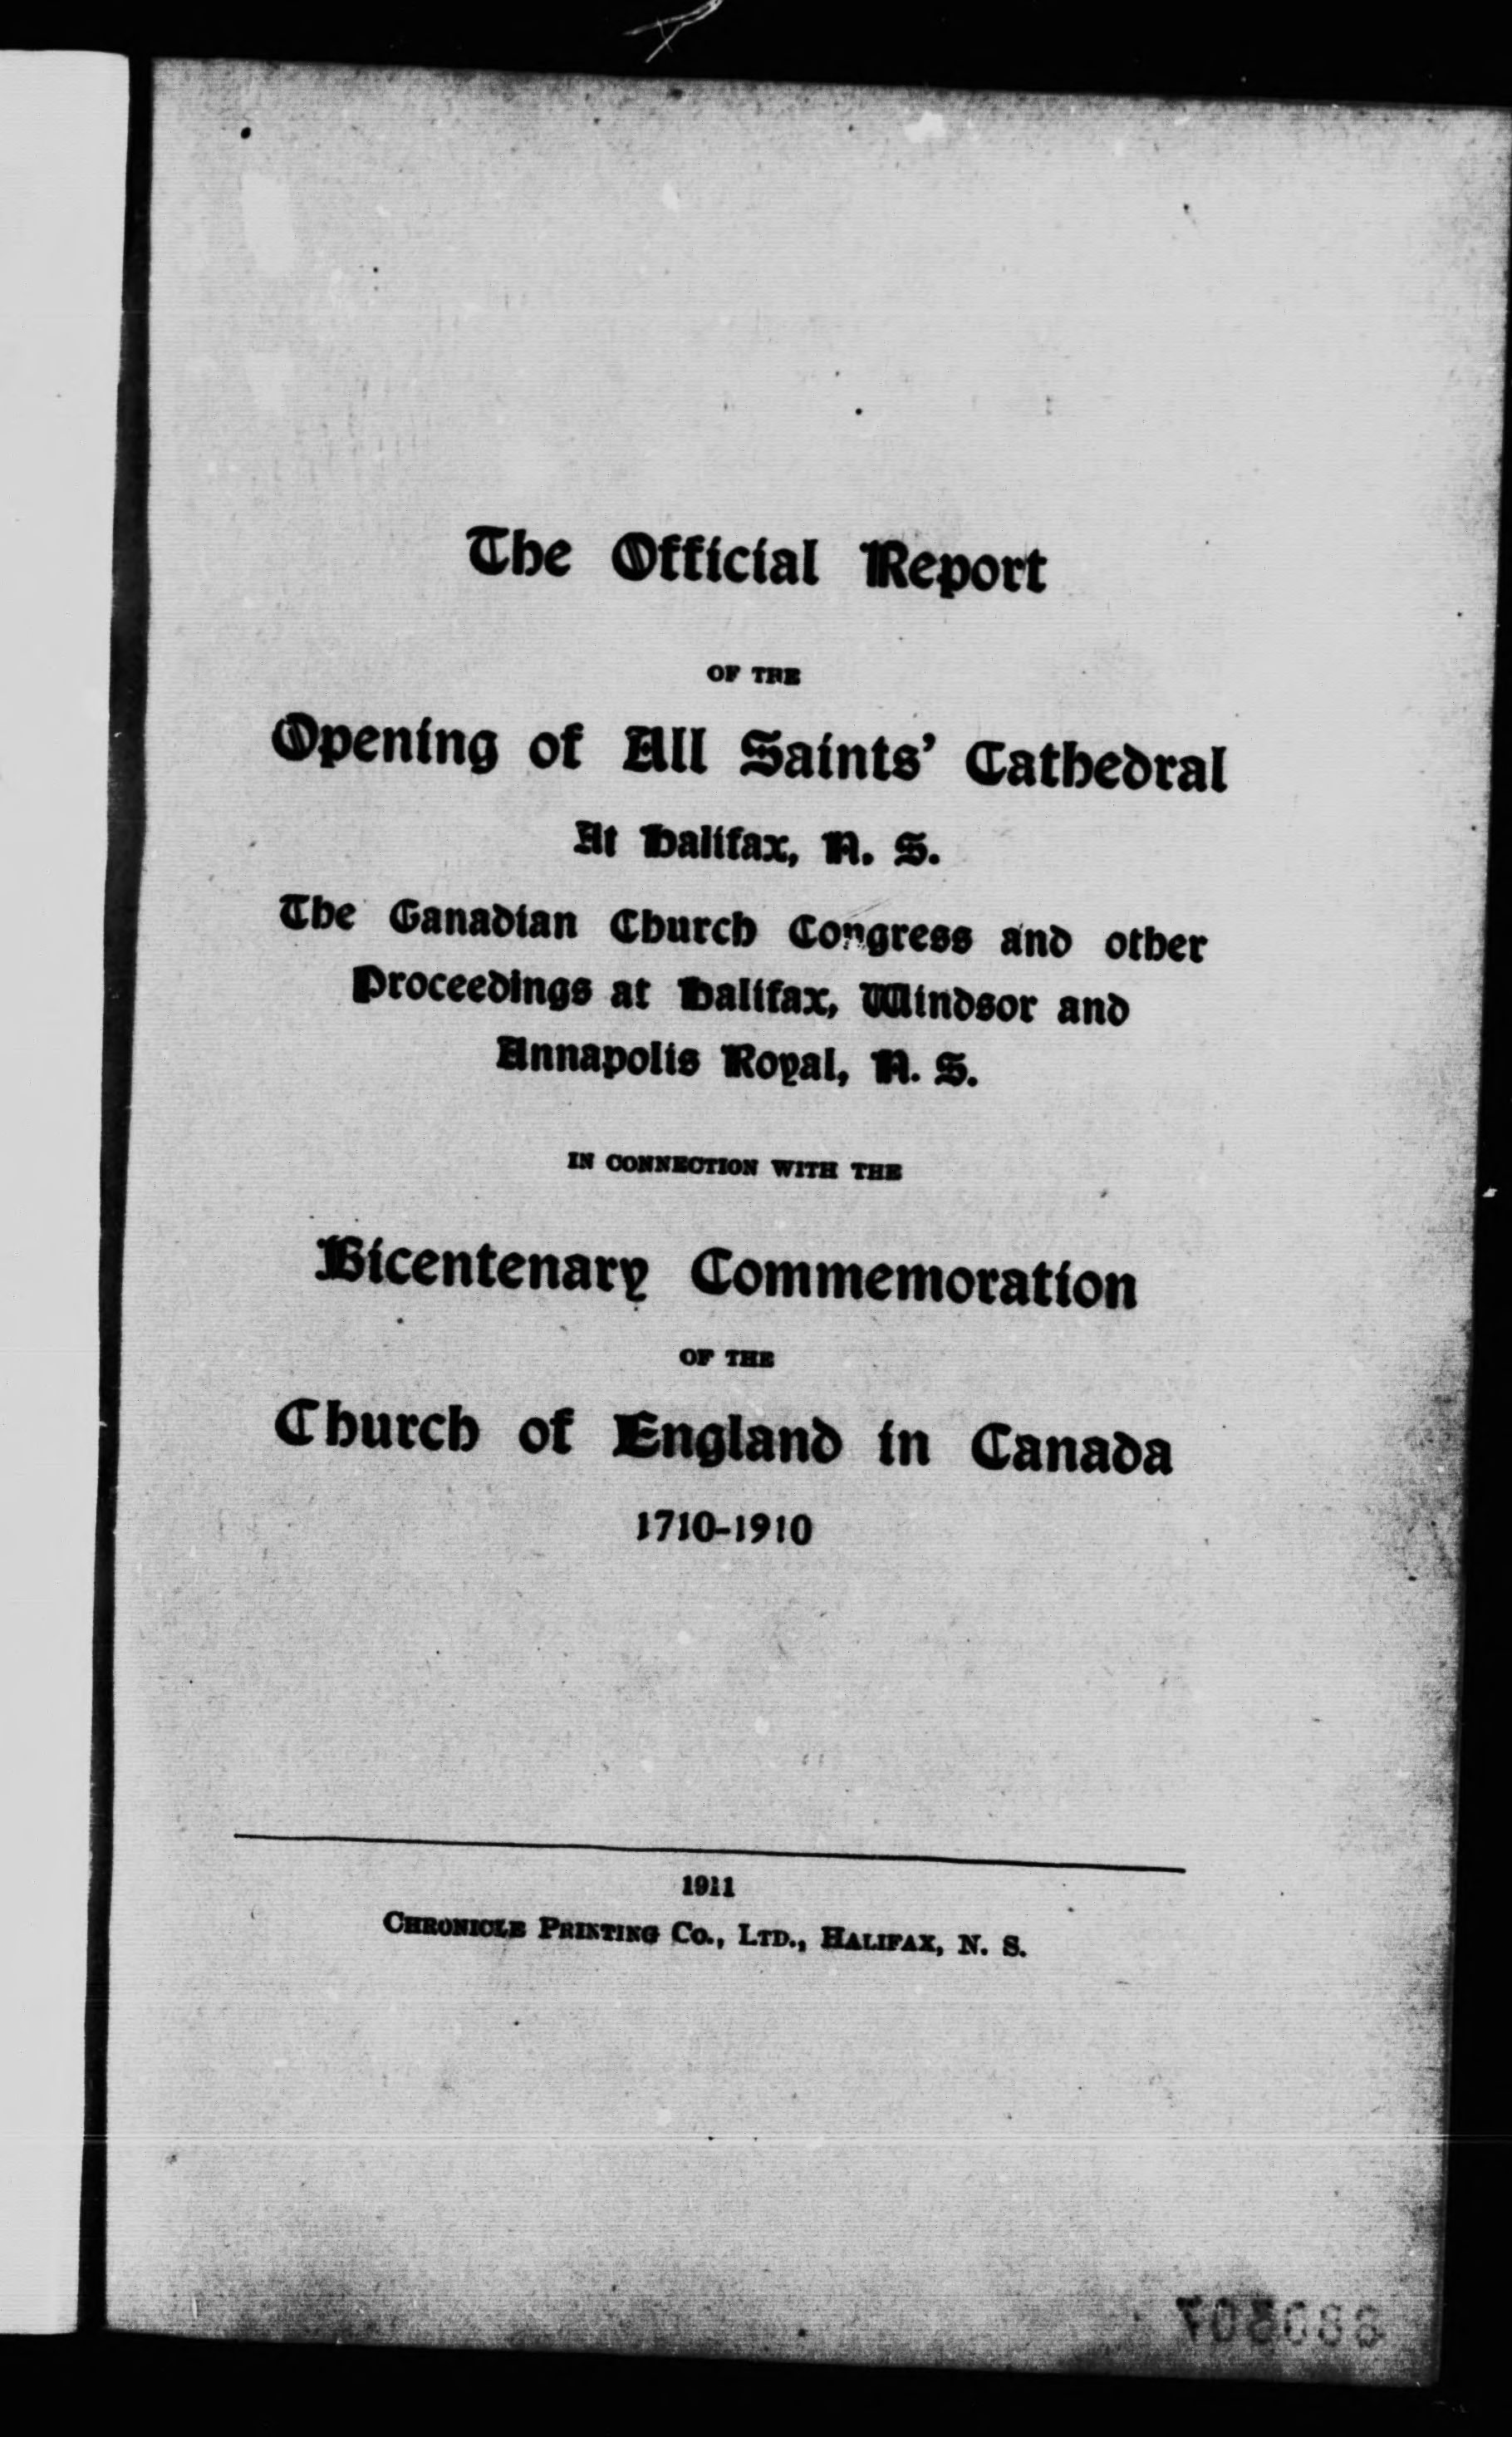 The Official Report
OF THE
Opening of All Saints' Cathedral
At Halifax, N. S.
The Canadian Church Congress and other
Proceedings at Halifax, Windsor and
Annapolis Royal, N. S.
IN CONNECTION WITH THE
Bicentenary Commemoration
OF THE
Church of England in Canada
1710-1910
1911
CHRONICLE PRINTING CO., LTD., HALIFAX, N. S.